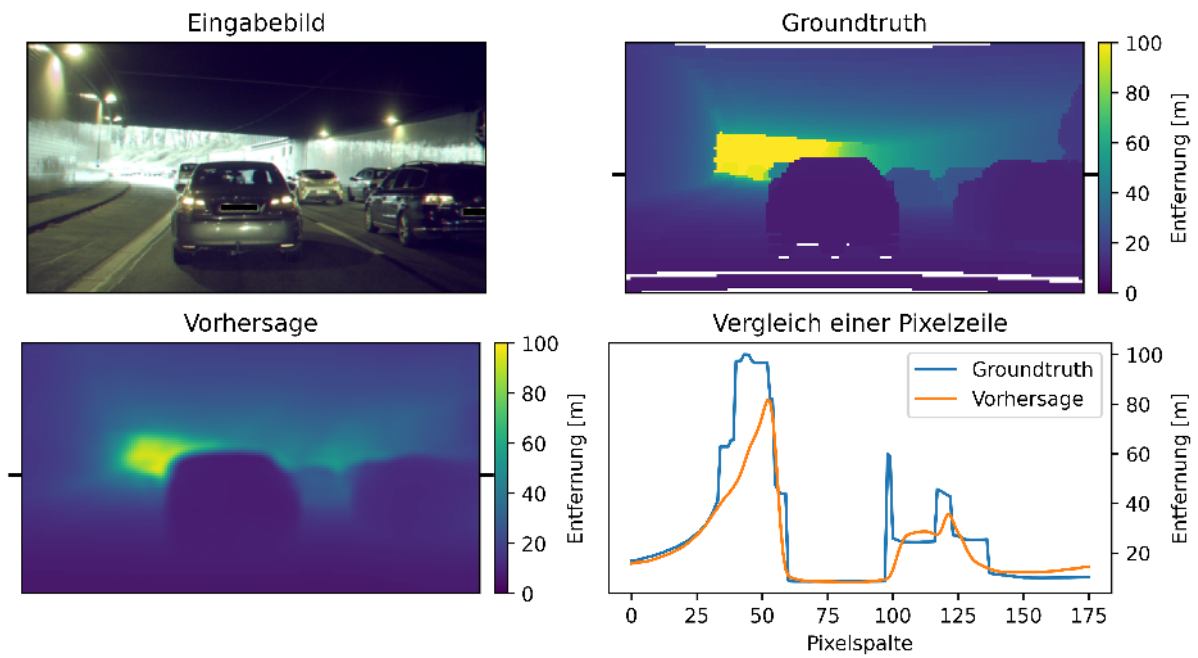 Eingabebild
Groundtruth
100
80
60
40
20
0
Entfernung [m]
Vorhersage
100
80
60
40
20
0
Entfernung [m]
Vergleich einer Pixelzeile
Groundtruth
Vorhersage
100
80
60
40
20
Entfernung [m]
0 25 50 75 100 125 150 175
Pixelspalte